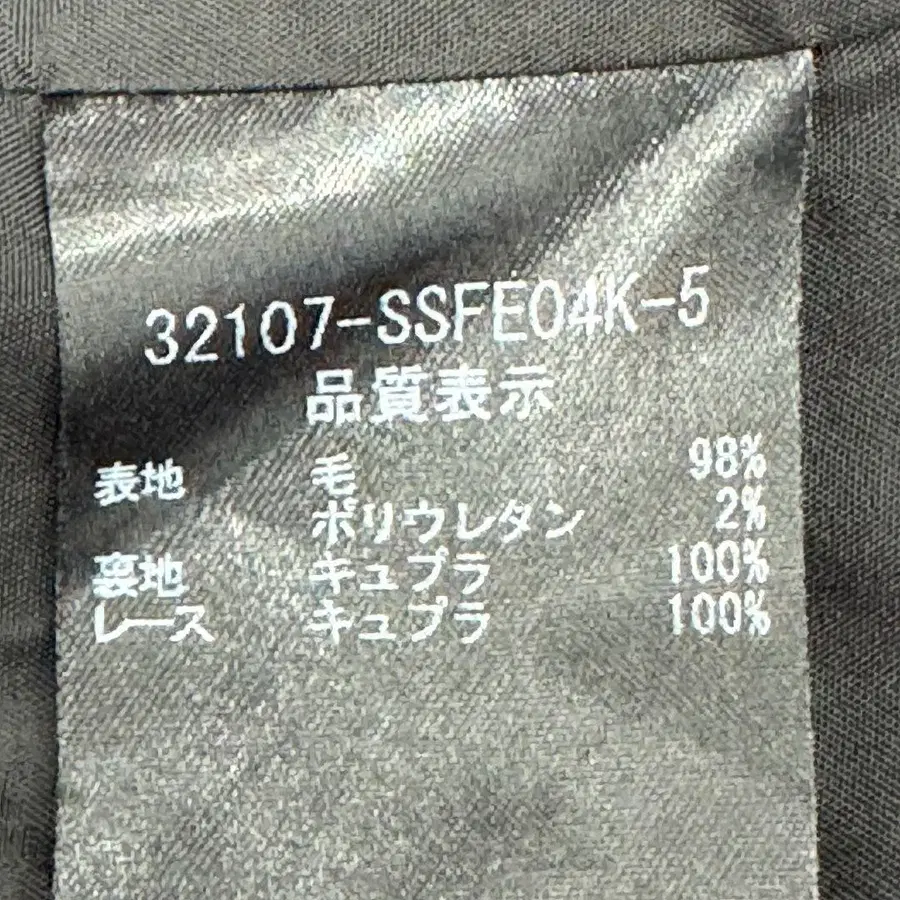 32107-SSFE04K-5
品質表示
表地 毛 98%
ポリウレタン 2%
裏地 キュプラ 100%
レース キュプラ 100%